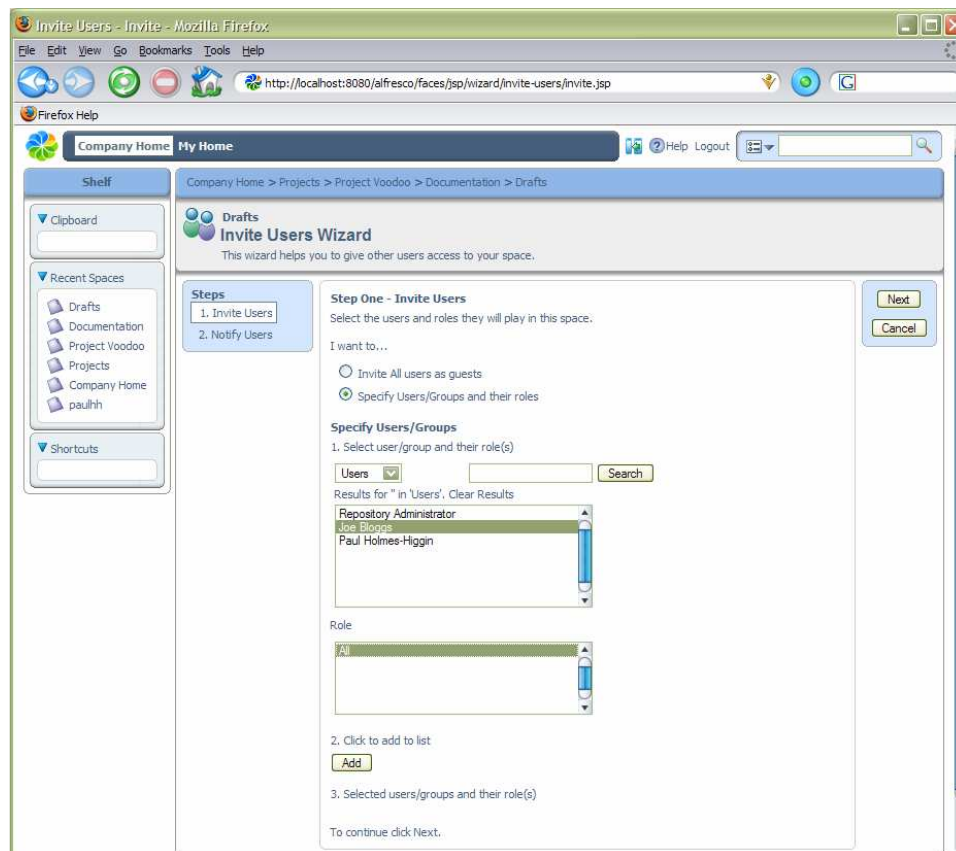 Invite Users - Invite - Mozilla Firefox
File Edit View Go Bookmarks Tools Help
http://localhost:8080/alfresco/faces/jsp/wizard/invite-users/invite.jsp
G
Firefox Help
Company Home My Home
Help Logout
Shelf
Company Home > Projects > Project Voodoo > Documentation > Drafts
Clipboard
Recent Spaces
Drafts
Documentation
Project Voodoo
Projects
Company Home
paulhh
Shortcuts
Drafts
Invite Users Wizard
This wizard helps you to give other users access to your space.
Steps
1. Invite Users
2. Notify Users
Step One - Invite Users
Select the users and roles they will play in this space.
I want to...
Invite All users as guests
Specify Users/Groups and their roles
Specify Users/Groups
1. Select user/group and their role(s)
Users
Search
Results for '' in 'Users'. Clear Results
Repository Administrator
Joe Bloggs
Paul Holmes-Higgin
Role
All
2. Click to add to list
Add
3. Selected users/groups and their role(s)
To continue click Next.
Next
Cancel